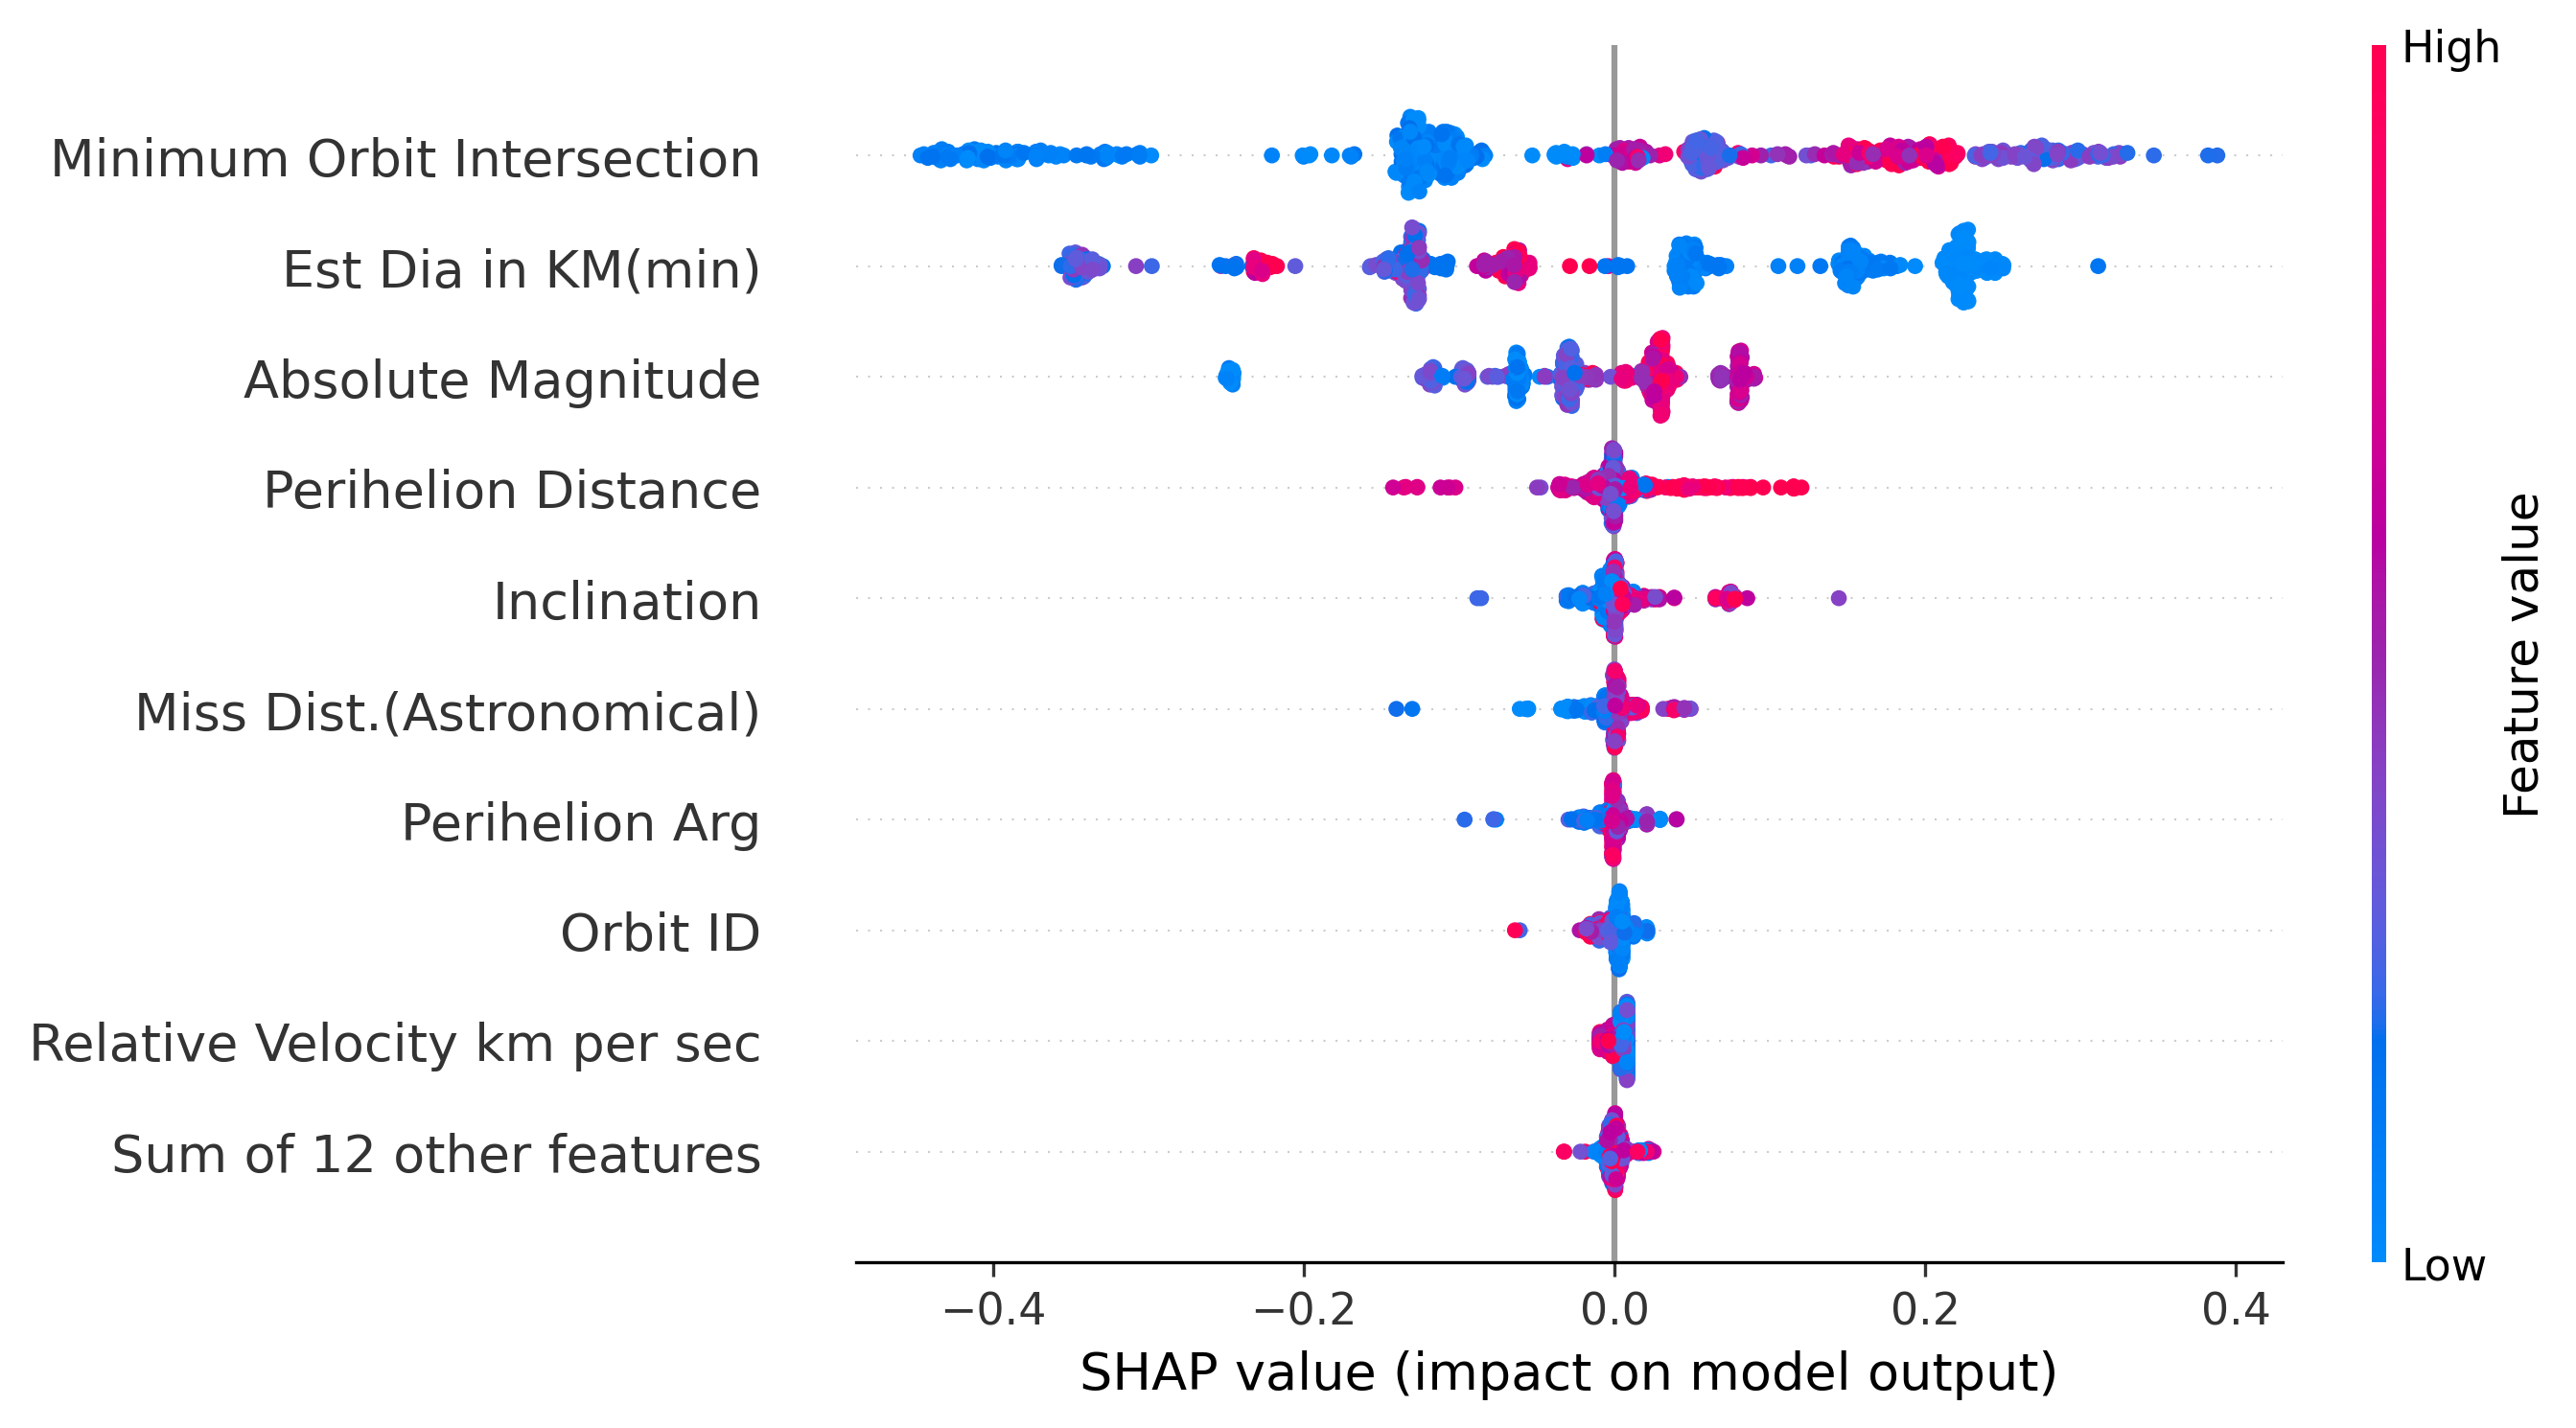 High
Minimum Orbit Intersection
Est Dia in KM(min)
Absolute Magnitude
Perihelion Distance
Inclination
Miss Dist.(Astronomical)
Perihelion Arg
Orbit ID
Relative Velocity km per sec
Sum of 12 other features
Feature value
Low
−0.4 −0.2 0.0 0.2 0.4
SHAP value (impact on model output)